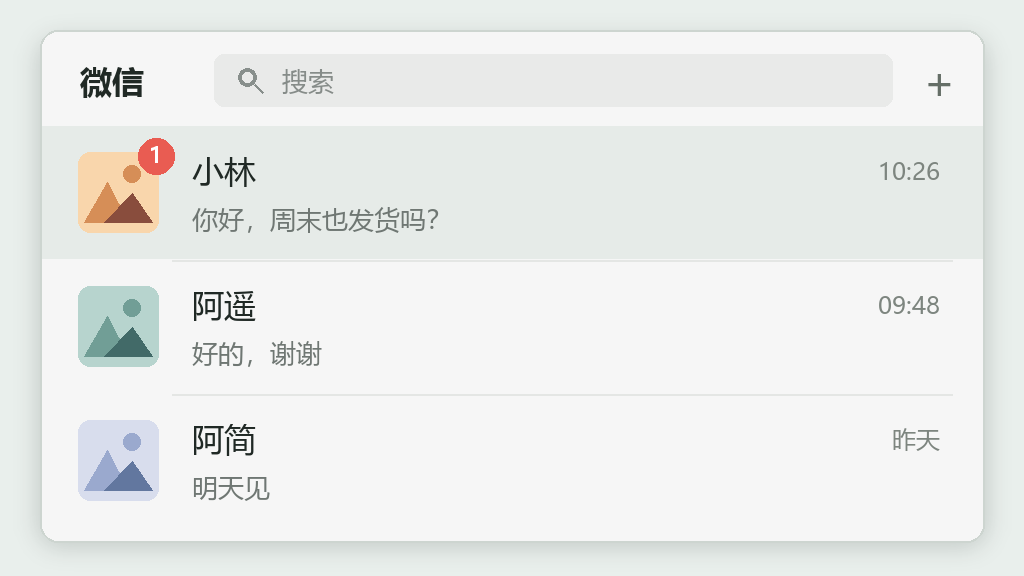 微信
搜索
1
小林
10:26
你好，周末也发货吗？
阿遥
09:48
好的，谢谢
阿简
昨天
明天见